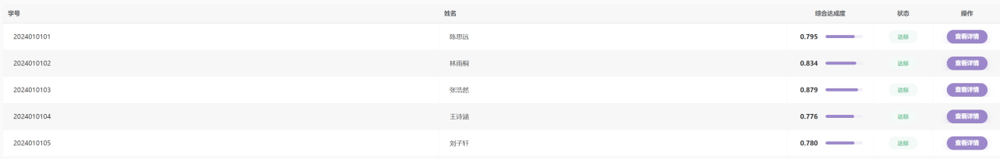 学号 姓名 综合达成度 状态 操作
2024010101 陈思远 0.795 达标 查看详情
2024010102 林雨桐 0.834 达标 查看详情
2024010103 张浩然 0.879 达标 查看详情
2024010104 王诗涵 0.776 达标 查看详情
2024010105 刘子轩 0.780 达标 查看详情